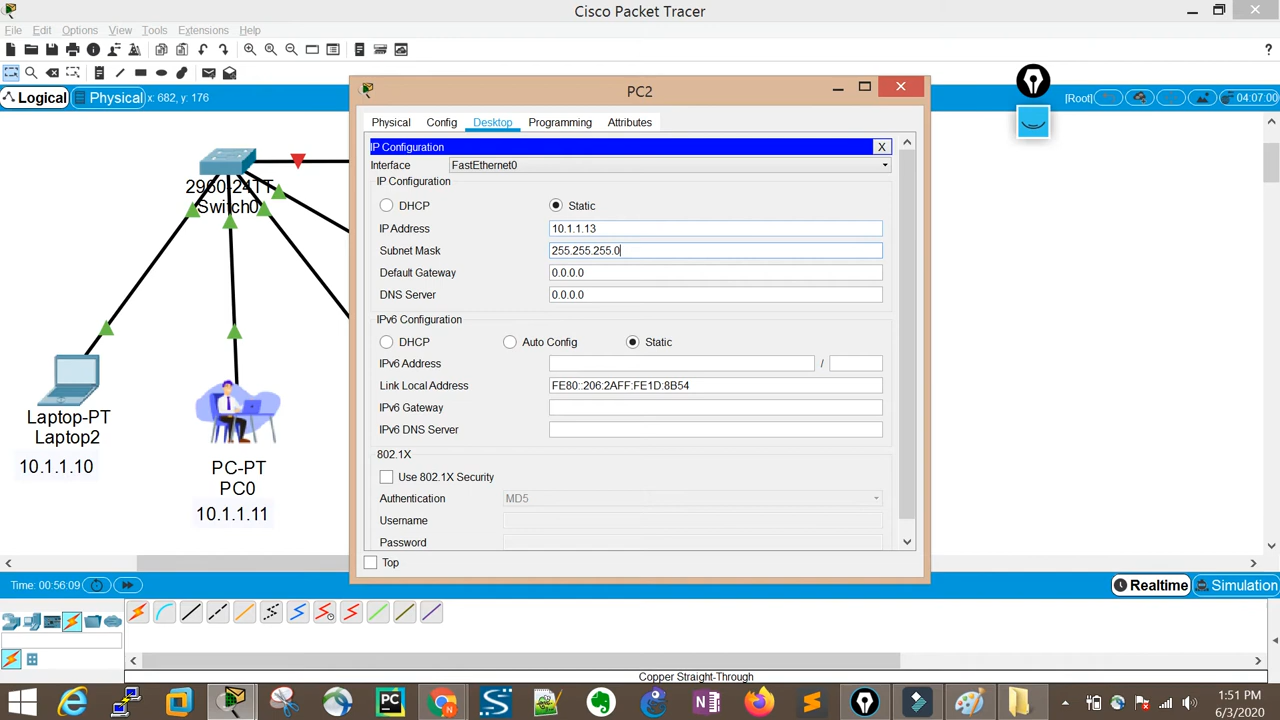 Cisco Packet Tracer
File Edit Options View Tools Extensions Help
?
Logical Physical x: 682, y: 176 [Root] 04:07:00
PC2
Physical Config Desktop Programming Attributes
IP Configuration X
Interface FastEthernet0
IP Configuration
DHCP Static
IP Address 10.1.1.13
Subnet Mask 255.255.255.0
Default Gateway 0.0.0.0
DNS Server 0.0.0.0
IPv6 Configuration
DHCP Auto Config Static
IPv6 Address /
Link Local Address FE80::206:2AFF:FE1D:8B54
IPv6 Gateway
IPv6 DNS Server
802.1X
Use 802.1X Security
Authentication MD5
Username
Password
Top
2960-24TT
Switch0
Laptop-PT
Laptop2
10.1.1.10
PC-PT
PC0
10.1.1.11
Time: 00:56:09 Realtime Simulation
Copper Straight-Through
PC
N
1:51 PM
6/3/2020